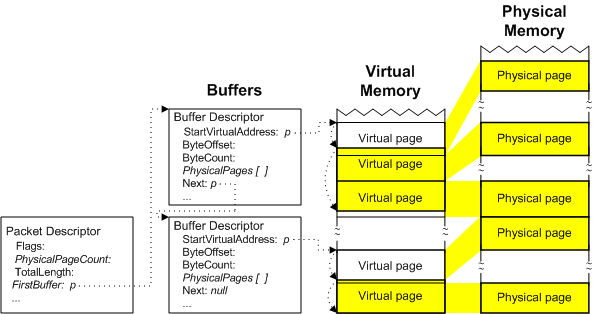 Physical
Memory
Buffers
Virtual
Memory
Physical page
Buffer Descriptor
StartVirtualAddress: p
ByteOffset:
ByteCount:
PhysicalPages [ ]
Next: p
...
Virtual page
Virtual page
Virtual page
Physical page
Physical page
Packet Descriptor
Flags:
PhysicalPageCount:
TotalLength:
FirstBuffer: p
...
Buffer Descriptor
StartVirtualAddress: p
ByteOffset:
ByteCount:
PhysicalPages [ ]
Next: null
...
Virtual page
Virtual page
Physical page
Physical page